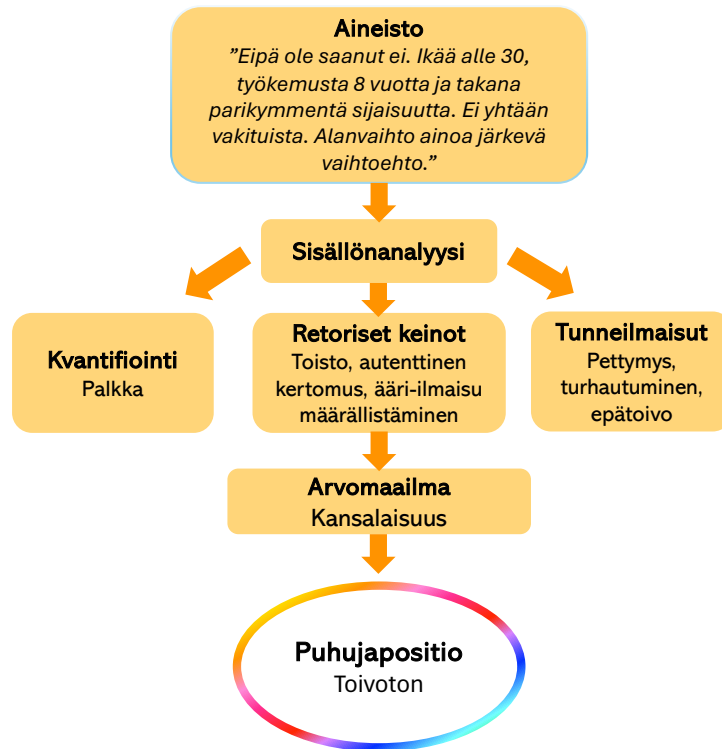 Aineisto
”Eipä ole saanut ei. Ikää alle 30,
työkemusta 8 vuotta ja takana
parikymmentä sijaisuutta. Ei yhtään
vakituista. Alanvaihto ainoa järkevä
vaihtoehto.”
Sisällönanalyysi
Kvantifiointi
Palkka
Retoriset keinot
Toisto, autenttinen
kertomus, ääri-ilmaisu
määrällistäminen
Tunneilmaisut
Pettymys,
turhautuminen,
epätoivo
Arvomaailma
Kansalaisuus
Puhujapositio
Toivoton